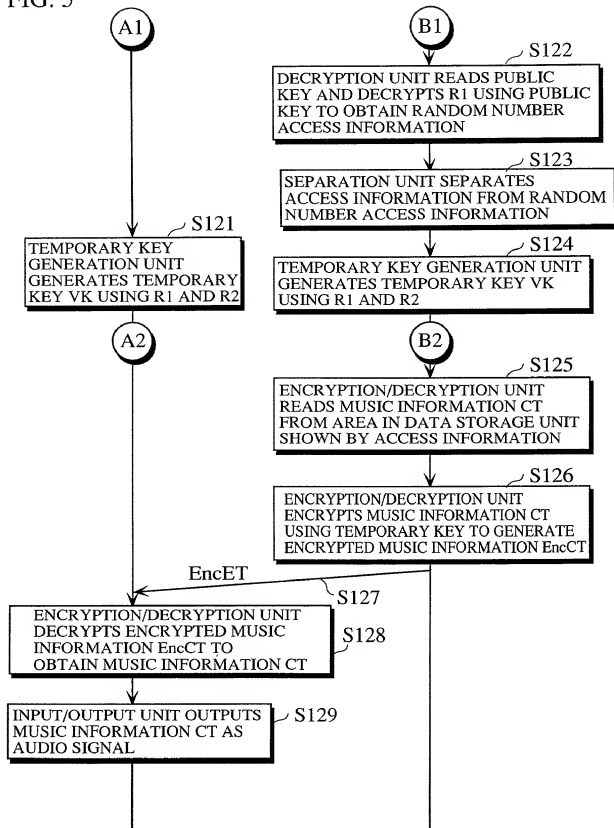 FIG. 5
A1
B1
S122
DECRYPTION UNIT READS PUBLIC
KEY AND DECRYPTS R1 USING PUBLIC
KEY TO OBTAIN RANDOM NUMBER
ACCESS INFORMATION
S123
SEPARATION UNIT SEPARATES
ACCESS INFORMATION FROM RANDOM
NUMBER ACCESS INFORMATION
S121
TEMPORARY KEY
GENERATION UNIT
GENERATES TEMPORARY
KEY VK USING R1 AND R2
S124
TEMPORARY KEY GENERATION UNIT
GENERATES TEMPORARY KEY VK
USING R1 AND R2
A2
B2
S125
ENCRYPTION/DECRYPTION UNIT
READS MUSIC INFORMATION CT
FROM AREA IN DATA STORAGE UNIT
SHOWN BY ACCESS INFORMATION
S126
ENCRYPTION/DECRYPTION UNIT
ENCRYPTS MUSIC INFORMATION CT
USING TEMPORARY KEY TO GENERATE
ENCRYPTED MUSIC INFORMATION EncCT
EncET
S127
ENCRYPTION/DECRYPTION UNIT
DECRYPTS ENCRYPTED MUSIC
INFORMATION EncCT TO
OBTAIN MUSIC INFORMATION CT
S128
INPUT/OUTPUT UNIT OUTPUTS
MUSIC INFORMATION CT AS
AUDIO SIGNAL
S129